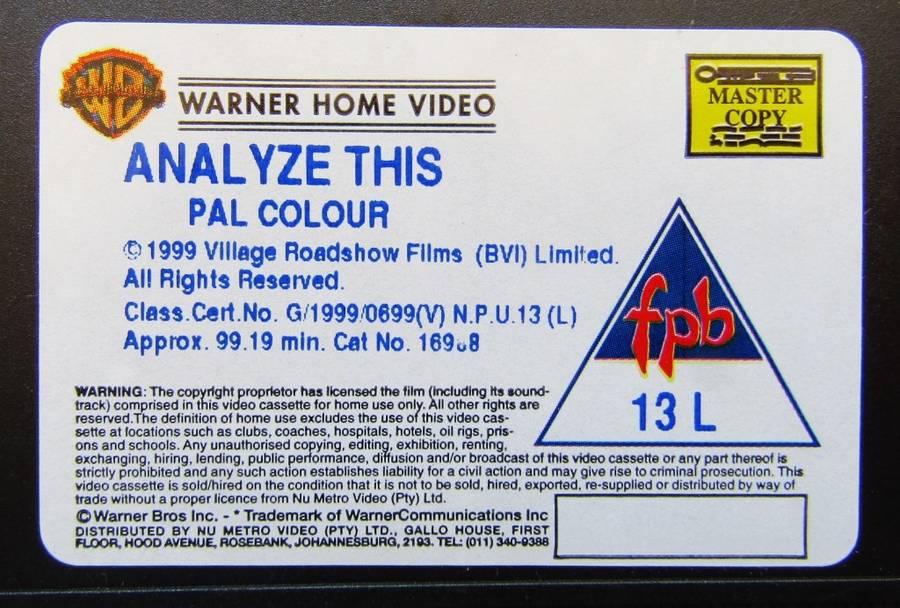 WB
WARNER HOME VIDEO
MASTER
COPY
ANALYZE THIS
PAL COLOUR
© 1999 Village Roadshow Films (BVI) Limited.
All Rights Reserved.
Class.Cert.No. G/1999/0699(V) N.P.U.13 (L)
Approx. 99.19 min. Cat No.
fpb
13 L
WARNING: The copyright proprietor has licensed the film (including its sound-
track) comprised in this video cassette for home use only. All other rights are
reserved.The definition of home use excludes the use of this video cas-
sette at locations such as clubs, coaches, hospitals, hotels, oil rigs, pris-
ons and schools. Any unauthorised copying, editing, exhibition, renting,
exchanging, hiring, lending, public performance, diffusion and/or broadcast of this video cassette or any part thereof is
strictly prohibited and any such action establishes liability for a civil action and may give rise to criminal prosecution. This
video cassette is sold/hired on the condition that it is not to be sold, hired, exported, re-supplied or distributed by way of
trade without a proper licence from Nu Metro Video (Pty) Ltd.
© Warner Bros Inc. - * Trademark of WarnerCommunications Inc
DISTRIBUTED BY NU METRO VIDEO (PTY) LTD., GALLO HOUSE, FIRST
FLOOR, HOOD AVENUE, ROSEBANK, JOHANNESBURG, 2193. TEL: (011) 340-9388